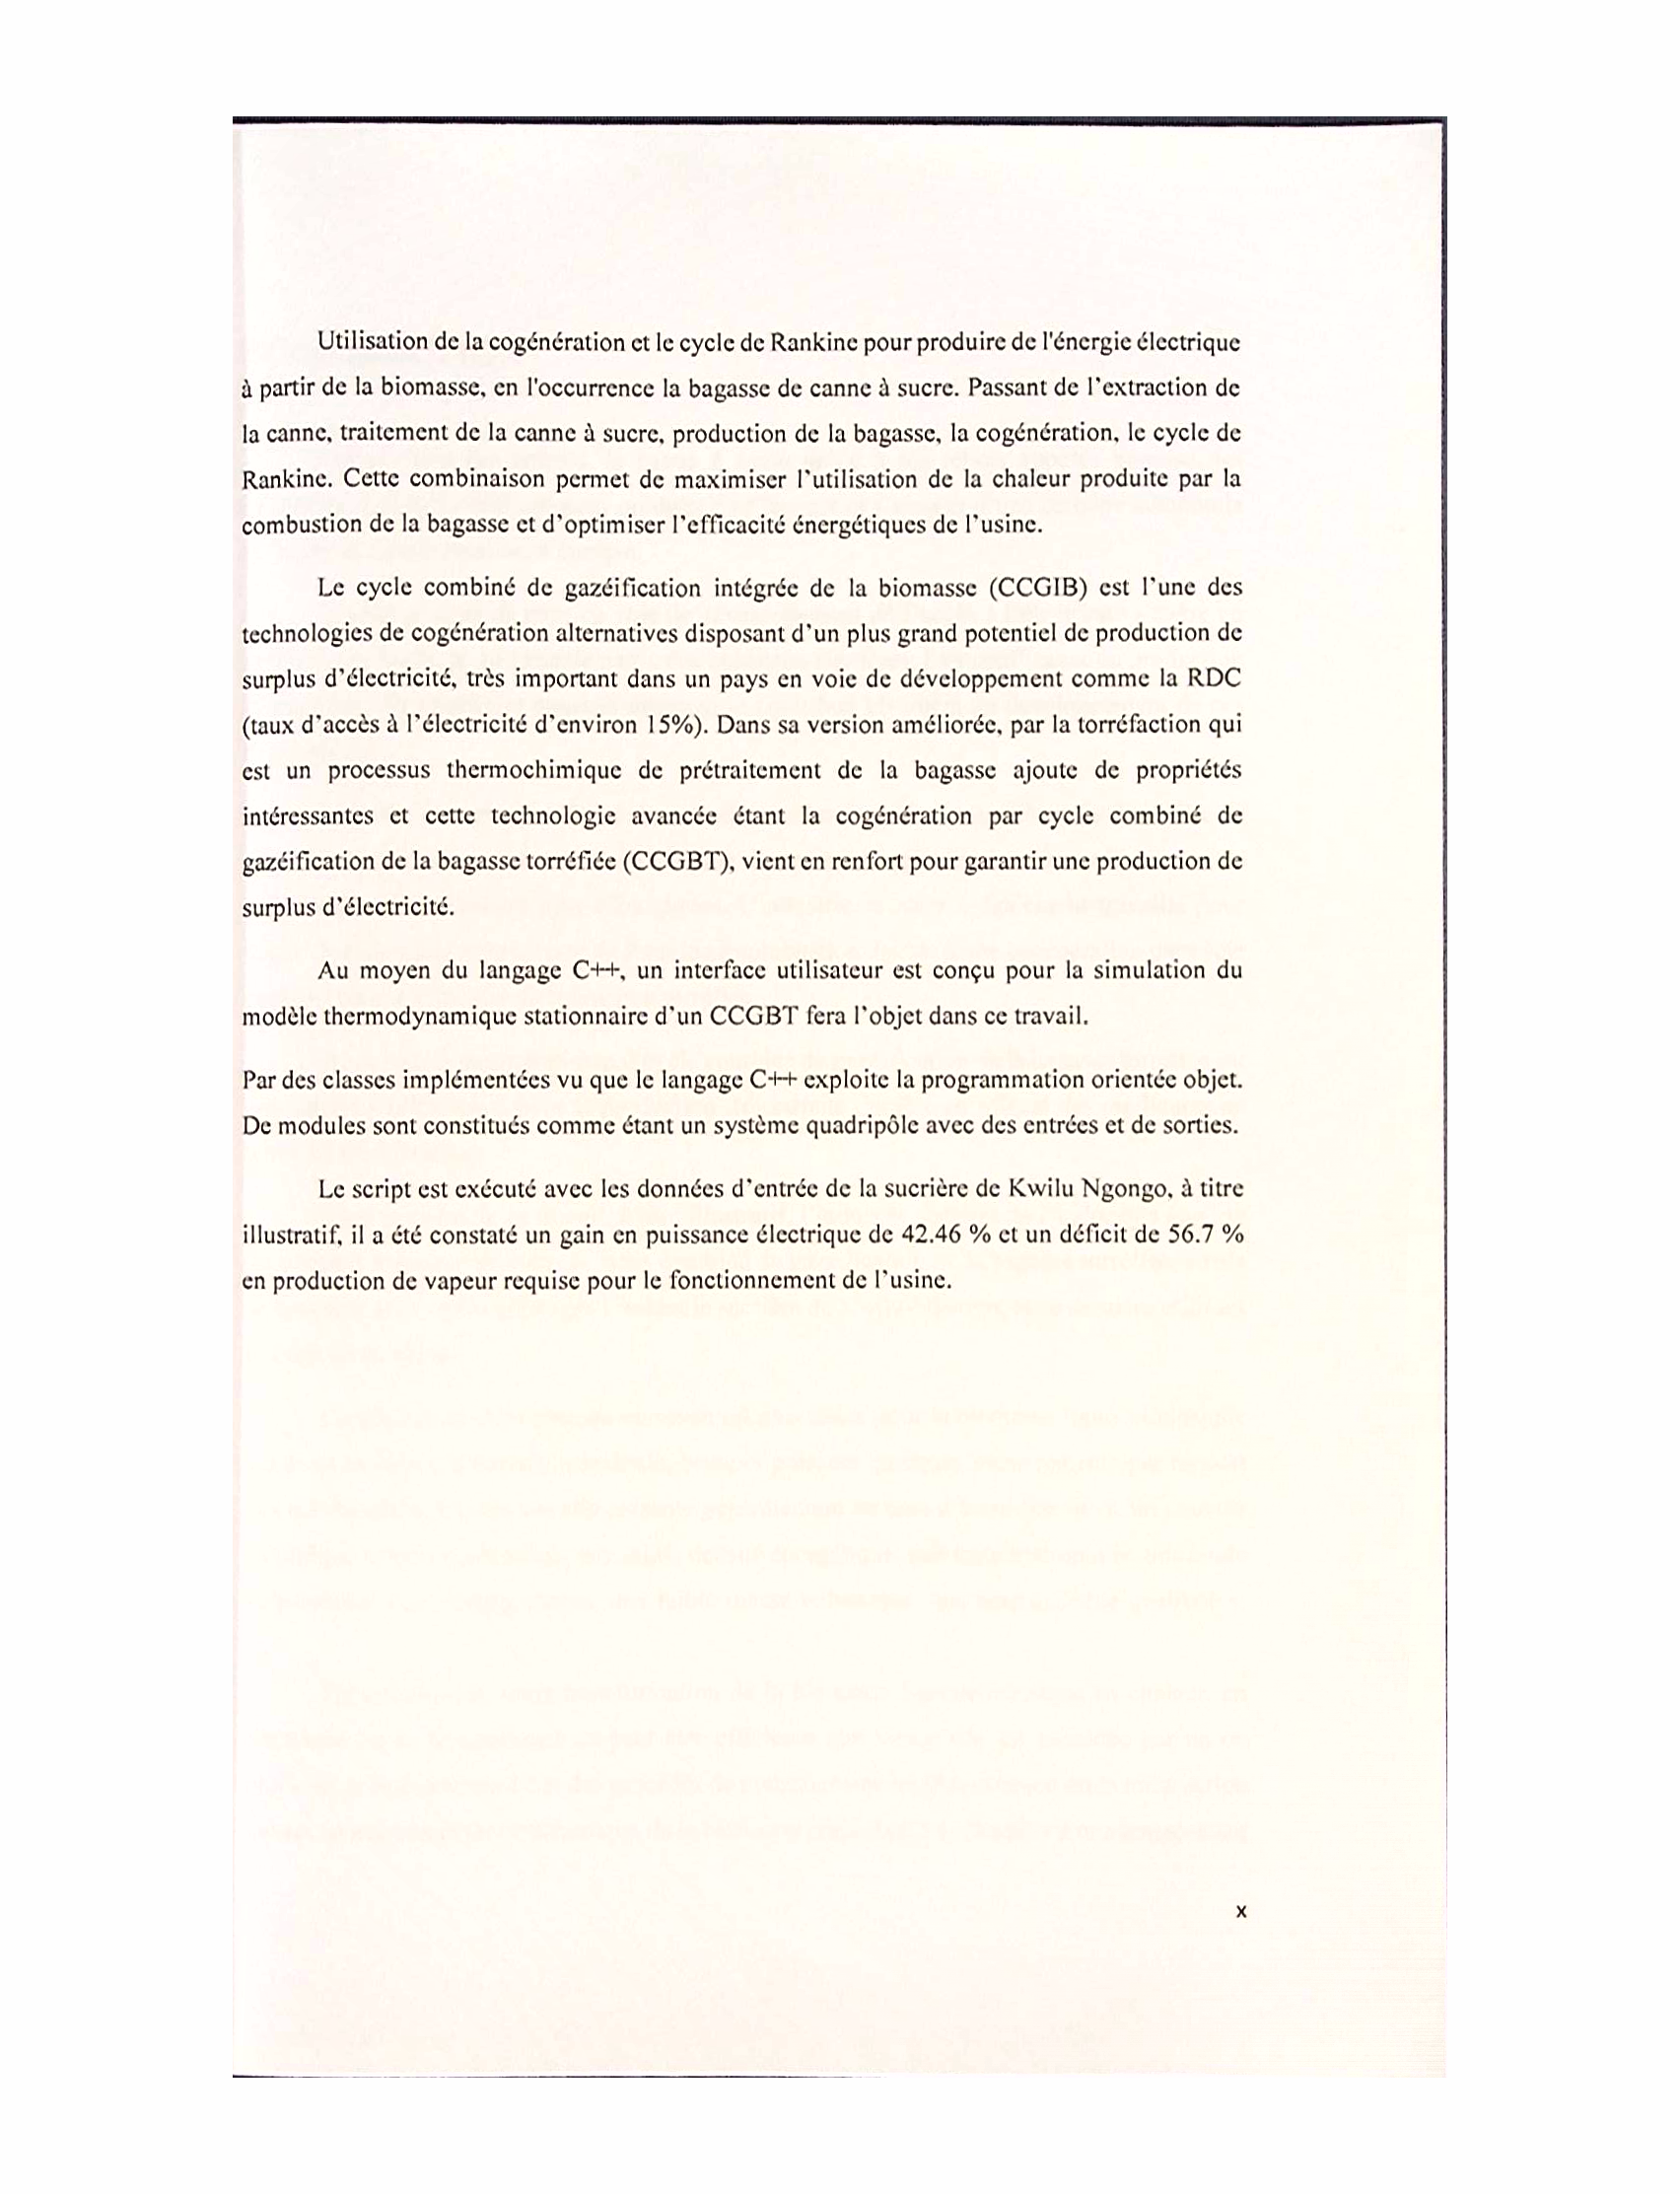 Utilisation de la cogénération et le cycle de Rankine pour produire de l'énergie électrique
à partir de la biomasse, en l'occurrence la bagasse de canne à sucre. Passant de l'extraction de
la canne, traitement de la canne à sucre, production de la bagasse, la cogénération, le cycle de
Rankine. Cette combinaison permet de maximiser l'utilisation de la chaleur produite par la
combustion de la bagasse et d'optimiser l'efficacité énergétiques de l'usine.
Le cycle combiné de gazéification intégrée de la biomasse (CCGIB) est l'une des
technologies de cogénération alternatives disposant d'un plus grand potentiel de production de
surplus d'électricité, très important dans un pays en voie de développement comme la RDC
(taux d'accès à l'électricité d'environ 15%). Dans sa version améliorée, par la torréfaction qui
est un processus thermochimique de prétraitement de la bagasse ajoute de propriétés
intéressantes et cette technologie avancée étant la cogénération par cycle combiné de
gazéification de la bagasse torréfiée (CCGBT), vient en renfort pour garantir une production de
surplus d'électricité.
Au moyen du langage C++, un interface utilisateur est conçu pour la simulation du
modèle thermodynamique stationnaire d'un CCGBT fera l'objet dans ce travail.
Par des classes implémentées vu que le langage C++ exploite la programmation orientée objet.
De modules sont constitués comme étant un système quadripôle avec des entrées et de sorties.
Le script est exécuté avec les données d'entrée de la sucrière de Kwilu Ngongo, à titre
illustratif, il a été constaté un gain en puissance électrique de 42.46 % et un déficit de 56.7 %
en production de vapeur requise pour le fonctionnement de l'usine.
x